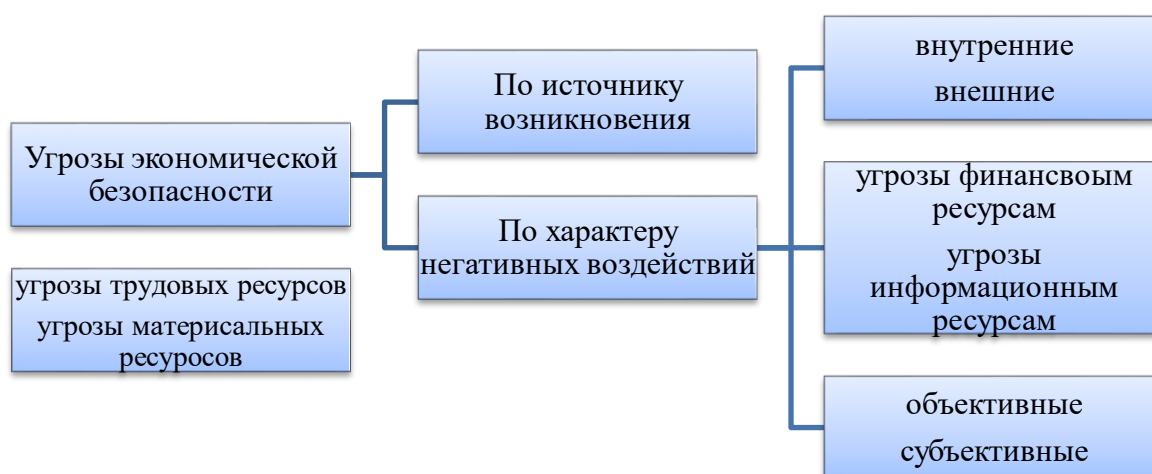 Угрозы экономической
безопасности
угрозы трудовых ресурсов
угрозы материсальных
ресуросов
По источнику
возникновения
По характеру
негативных воздействий
внутренние
внешние
угрозы финансвоым
ресурсам
угрозы
информационным
ресурсам
объективные
субъективные